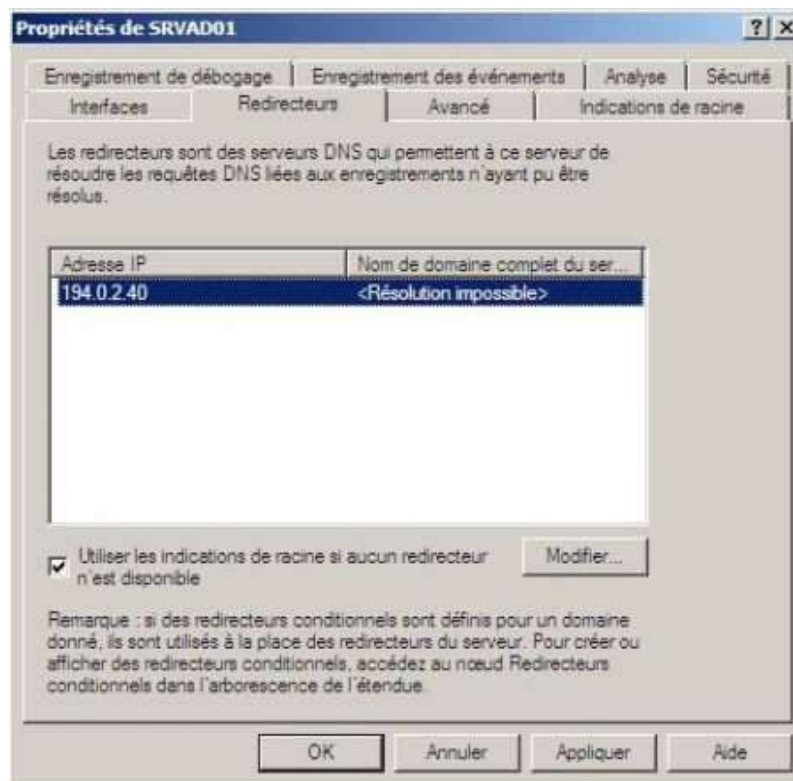 Propriétés de SRVAD01
Enregistrement de débogage
Enregistrement des événements
Analyse
Sécurité
Interfaces
Redirecteurs
Avancé
Indications de racine
Les redirecteurs sont des serveurs DNS qui permettent à ce serveur de
résoudre les requêtes DNS liées aux enregistrements n'ayant pu être
résolus.
Adresse IP
Nom de domaine complet du ser...
194.0.2.40
<Résolution impossible>
Utiliser les indications de racine si aucun redirecteur
n'est disponible
Modifier...
Remarque : si des redirecteurs conditionnels sont définis pour un domaine
donné, ils sont utilisés à la place des redirecteurs du serveur. Pour créer ou
afficher des redirecteurs conditionnels, accédez au nœud Redirecteurs
conditionnels dans l'arborescence de l'étendue.
OK
Annuler
Appliquer
Aide